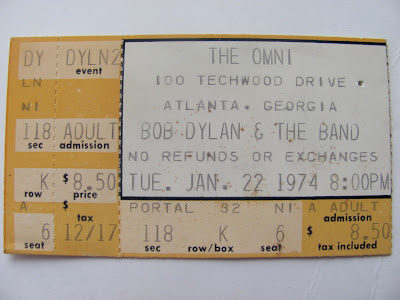 DY DYLN2
event
LN
NI
118 ADULT
sec admission
K $ 8.50
row price
A $ tax
6 12/17
seat
THE OMNI
100 TECHWOOD DRIVE
ATLANTA, GEORGIA
BOB DYLAN & THE BAND
NO REFUNDS OR EXCHANGES
TUE. JAN. 22 1974 8:00PM
PORTAL 92 NI A ADULT
admission
118 K 6 $ 8.50
sec row/box seat tax included